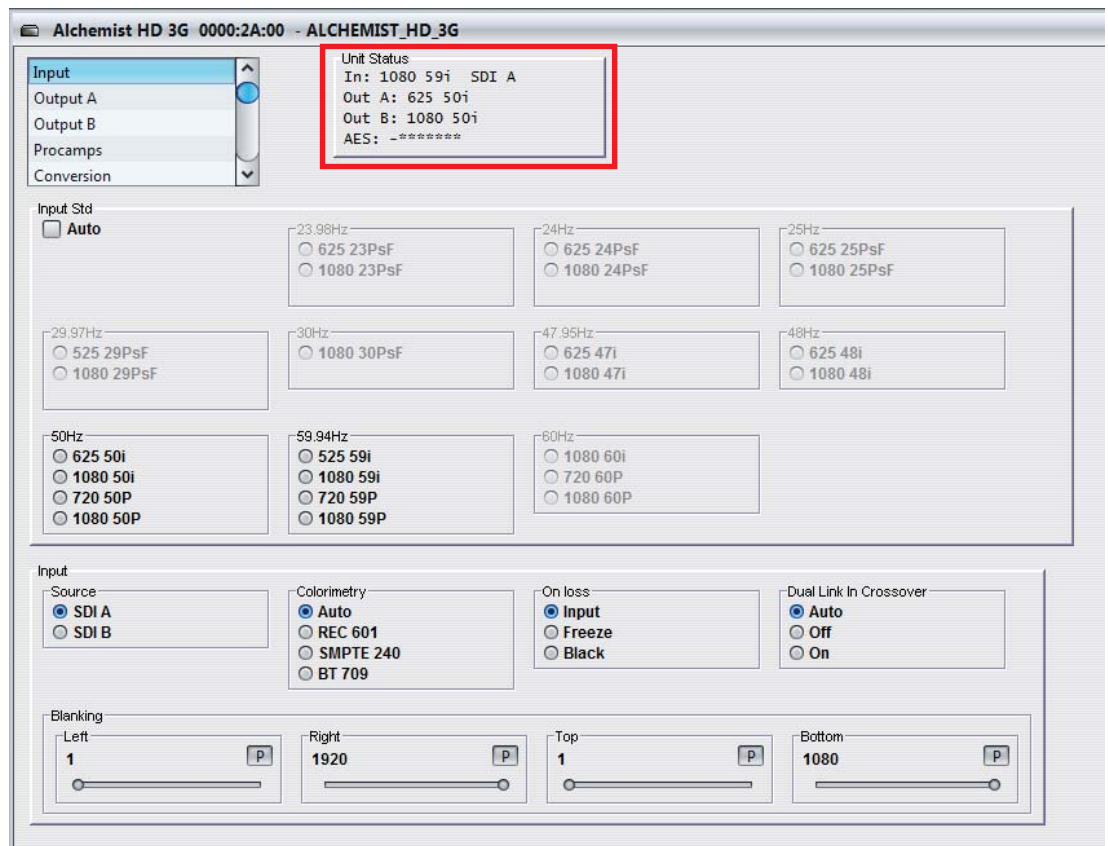 Alchemist HD 3G 0000:2A:00 - ALCHEMIST_HD_3G
Input
Output A
Output B
Procamps
Conversion
Unit Status
In: 1080 59i SDI A
Out A: 625 50i
Out B: 1080 50i
AES: -*******
Input Std
Auto
23.98Hz
625 23PsF
1080 23PsF
24Hz
625 24PsF
1080 24PsF
25Hz
625 25PsF
1080 25PsF
29.97Hz
525 29PsF
1080 29PsF
30Hz
1080 30PsF
47.95Hz
625 47i
1080 47i
48Hz
625 48i
1080 48i
50Hz
625 50i
1080 50i
720 50P
1080 50P
59.94Hz
525 59i
1080 59i
720 59P
1080 59P
60Hz
1080 60i
720 60P
1080 60P
Input
Source
SDI A
SDI B
Colorimetry
Auto
REC 601
SMPTE 240
BT 709
On loss
Input
Freeze
Black
Dual Link In Crossover
Auto
Off
On
Blanking
Left
1 P
Right
1920 P
Top
1 P
Bottom
1080 P